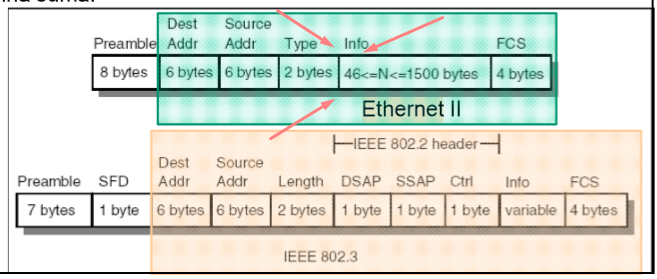 Dest Source
Preamble Addr Addr Type Info FCS
8 bytes 6 bytes 6 bytes 2 bytes 46<=N<=1500 bytes 4 bytes
Ethernet II
IEEE 802.2 header
Dest Source
Preamble SFD Addr Addr Length DSAP SSAP Ctrl Info FCS
7 bytes 1 byte 6 bytes 6 bytes 2 bytes 1 byte 1 byte 1 byte variable 4 bytes
IEEE 802.3